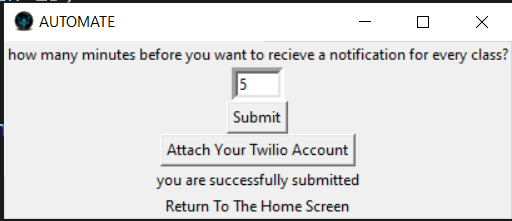 AUTOMATE
how many minutes before you want to recieve a notification for every class?
5
Submit
Attach Your Twilio Account
you are successfully submitted
Return To The Home Screen